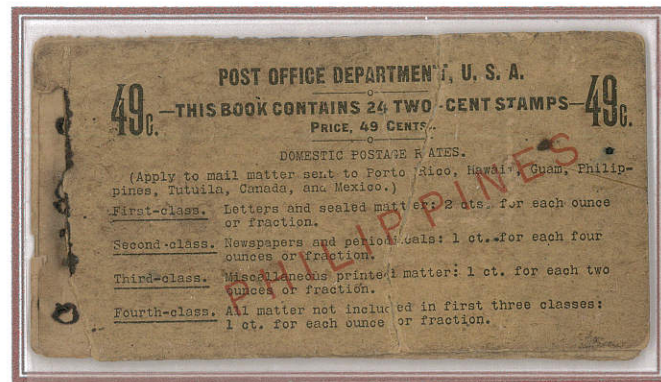 POST OFFICE DEPARTMENT, U. S. A.
49c. —THIS BOOK CONTAINS 24 TWO-CENT STAMPS— 49c.
PRICE, 49 CENTS.
DOMESTIC POSTAGE RATES.
(Apply to mail matter sent to Porto Rico, Hawaii, Guam, Philip-
pines, Tutuila, Canada, and Mexico.)
First-class. Letters and sealed matter: 2 cts. for each ounce
or fraction.
Second-class. Newspapers and periodicals: 1 ct. for each four
ounces or fraction.
Third-class. Miscellaneous printed matter: 1 ct. for each two
ounces or fraction.
Fourth-class. All matter not included in first three classes:
1 ct. for each ounce or fraction.
PHILIPPINES